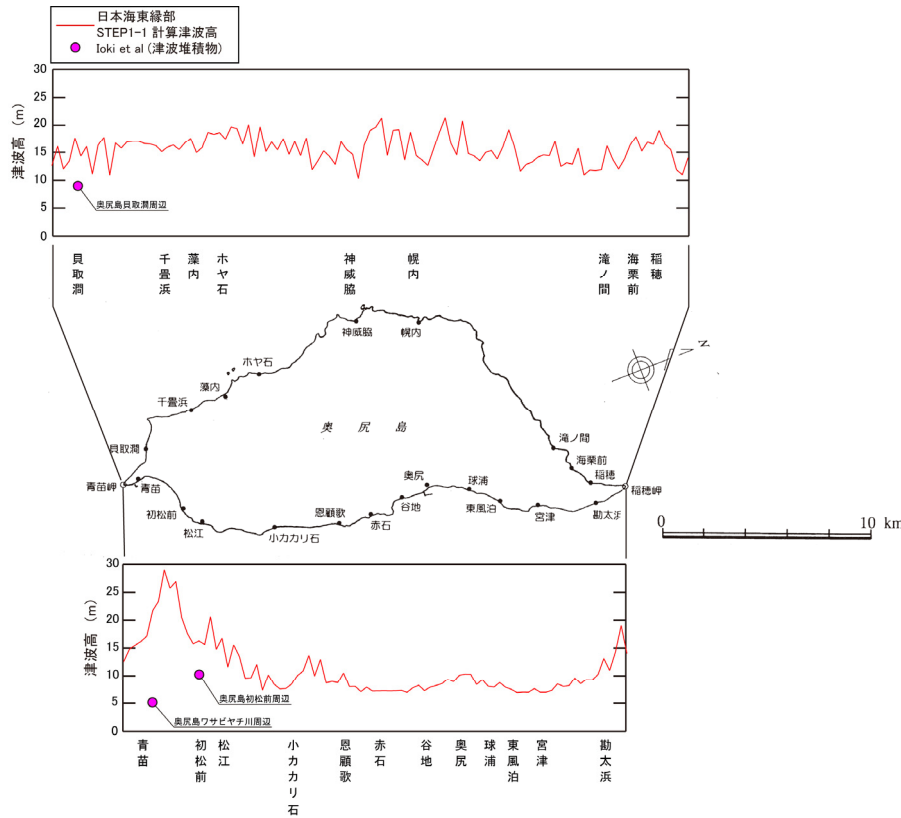 日本海東縁部
STEP1-1 計算津波高
Ioki et al (津波堆積物)
津波高 (m)
30
25
20
15
10
5
0
奥尻島貝取澗周辺
貝取澗
千畳浜
藻内
ホヤ石
神威脇
幌内
滝ノ間
海栗前
稲穂
神威脇
幌内
ホヤ石
藻内
千畳浜
奥尻島
貝取澗
滝ノ間
海栗前
稲穂
青苗岬
青苗
初松前
松江
小カカリ石
恩顧歌
赤石
谷地
奥尻
球浦
東風泊
宮津
勘太浜
稲穂岬
N
0
10 km
津波高 (m)
30
25
20
15
10
5
0
奥尻島初松前周辺
奥尻島ワサビヤチ川周辺
青苗
初松前
松江
小カカリ石
恩顧歌
赤石
谷地
奥尻
球浦
東風泊
宮津
勘太浜